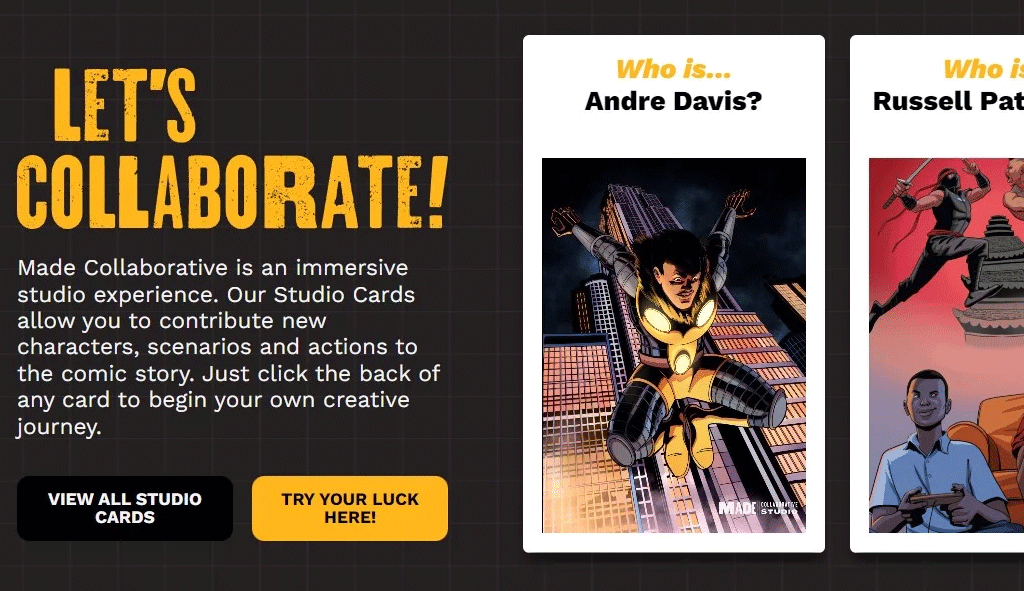 LET'S
COLLABORATE!
Made Collaborative is an immersive
studio experience. Our Studio Cards
allow you to contribute new
characters, scenarios and actions to
the comic story. Just click the back of
any card to begin your own creative
journey.
VIEW ALL STUDIO
CARDS
TRY YOUR LUCK
HERE!
Who is...
Andre Davis?
MADE COLLABORATIVE
STUDIO
Who is
Russell Pat